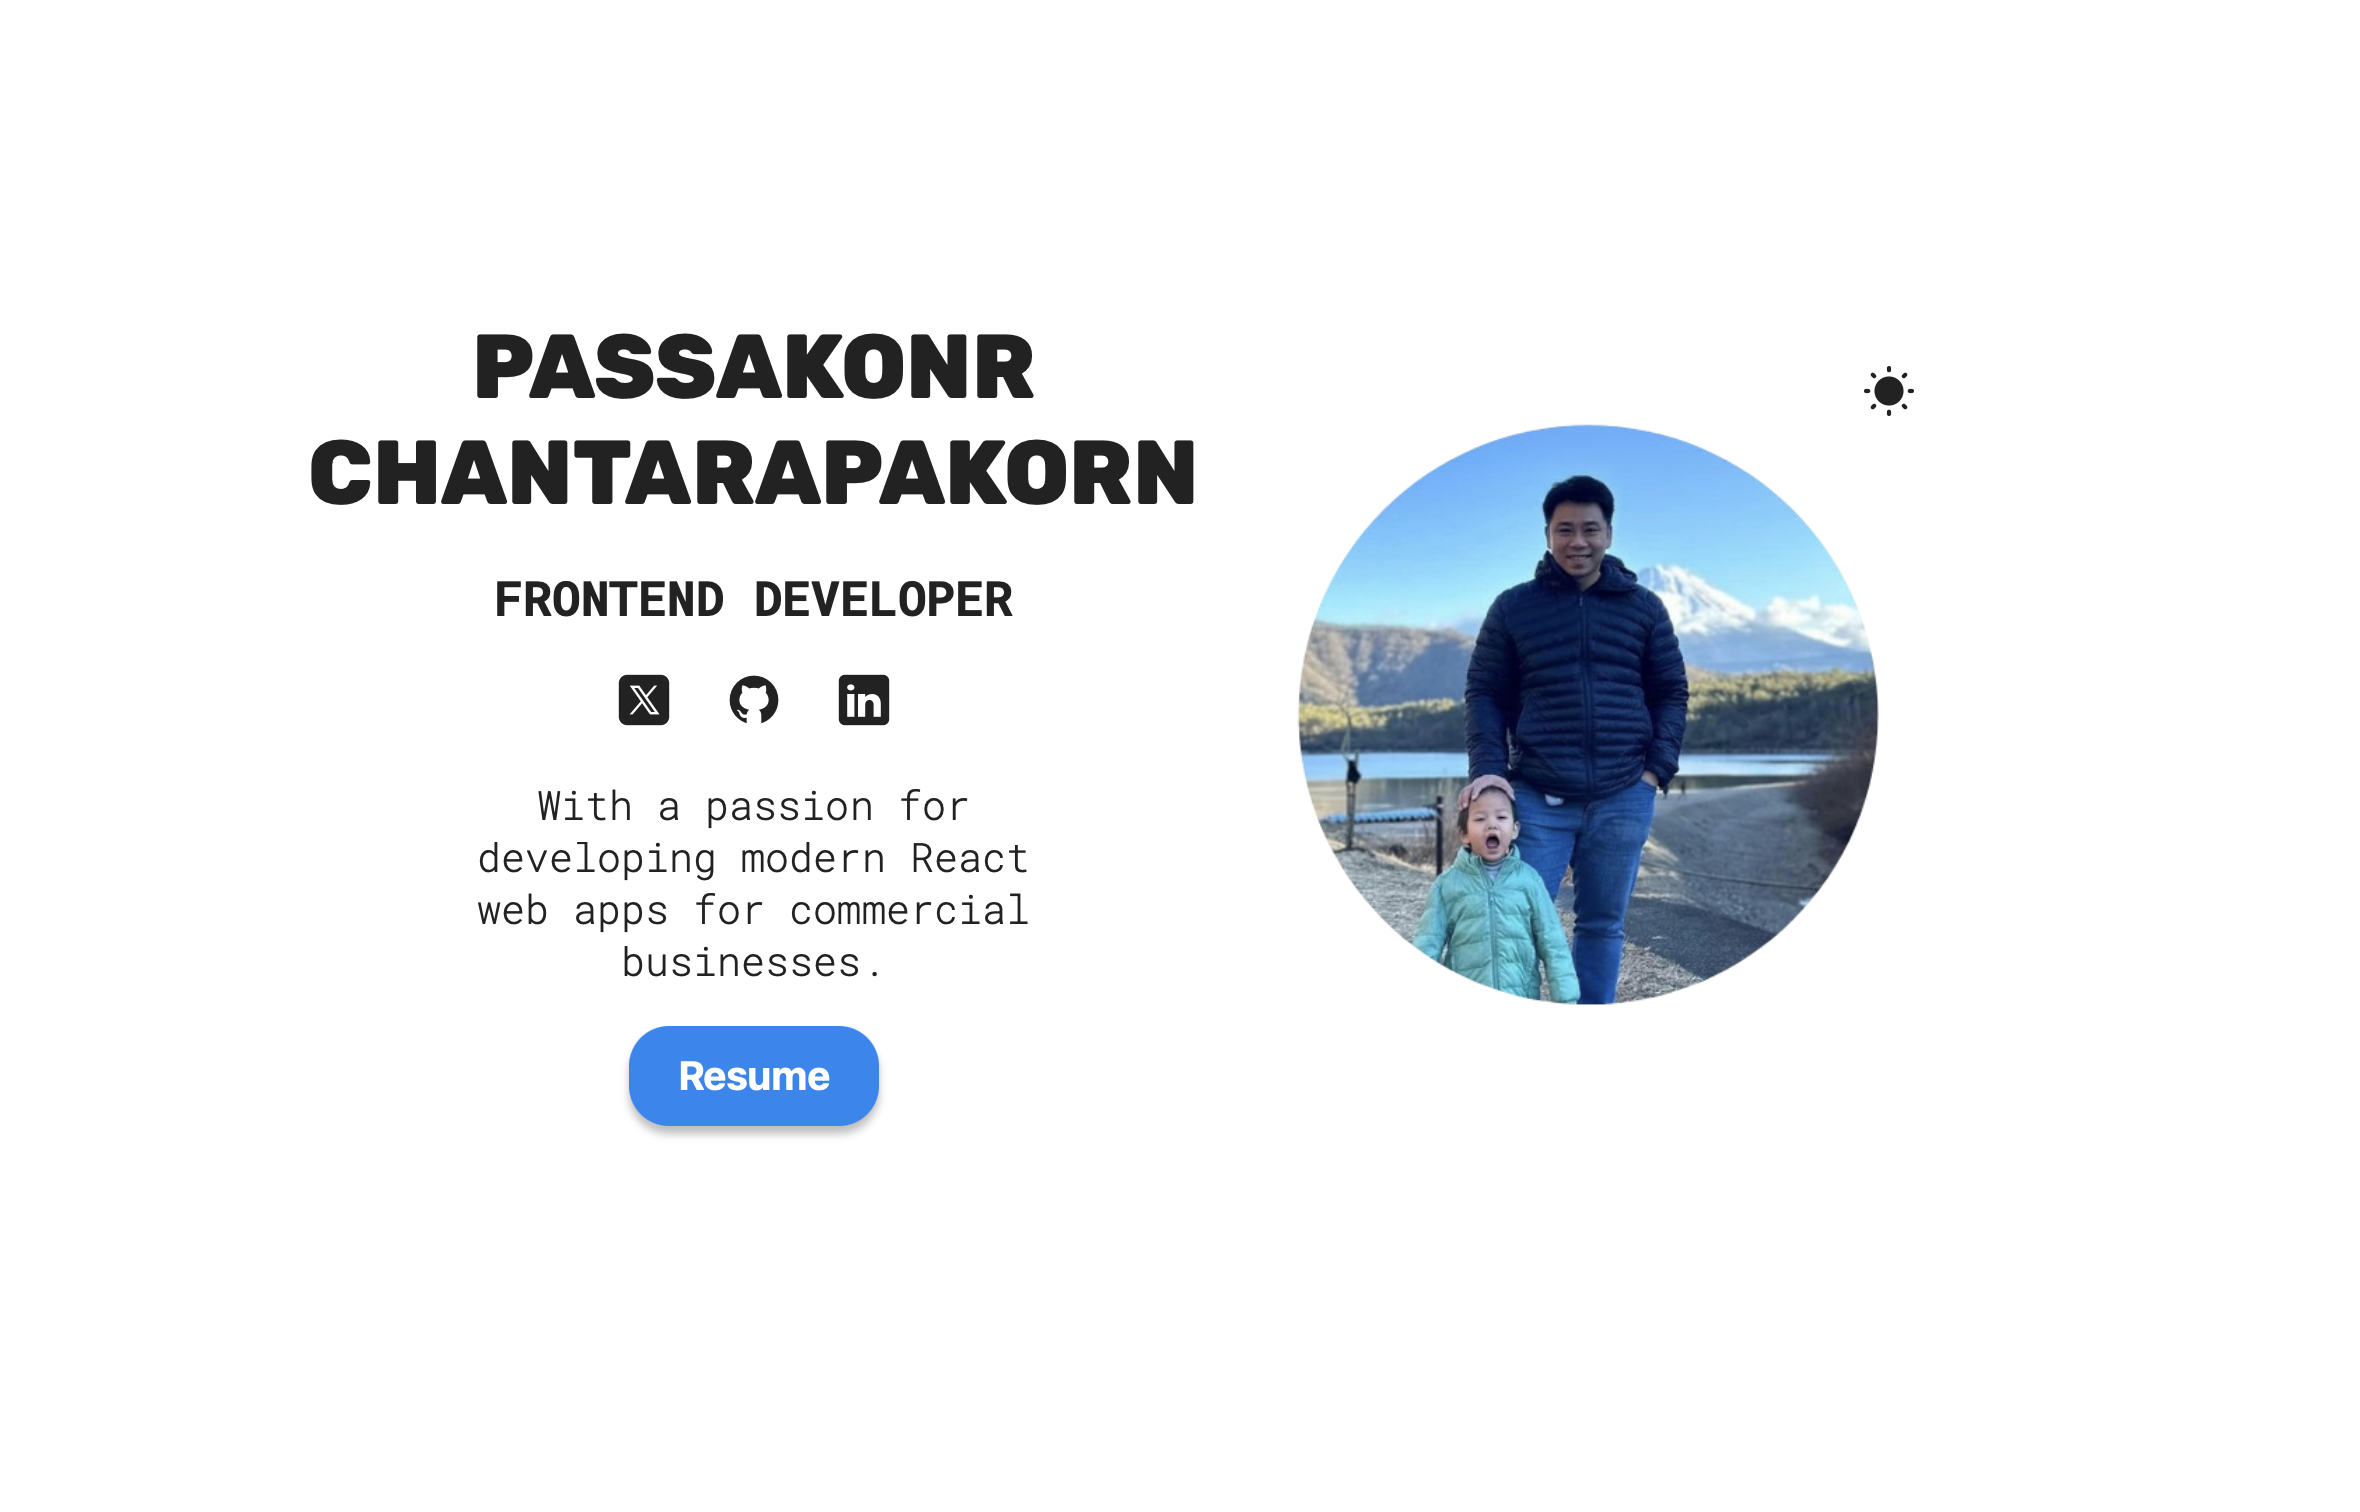 PASSAKONR
CHANTARAPAKORN
FRONTEND DEVELOPER
With a passion for
developing modern React
web apps for commercial
businesses.
Resume